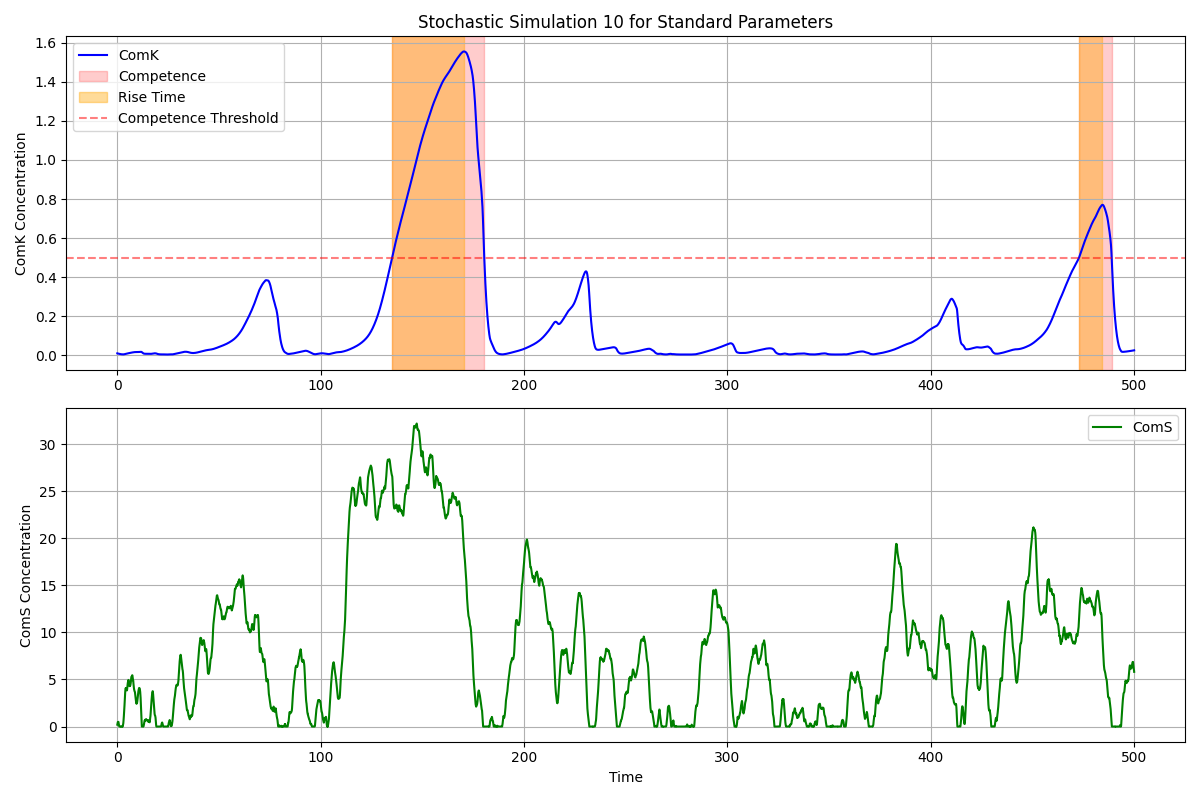 Stochastic Simulation 10 for Standard Parameters
ComK Concentration
1.6
1.4
1.2
1.0
0.8
0.6
0.4
0.2
0.0
ComK
Competence
Rise Time
Competence Threshold
0 100 200 300 400 500
ComS Concentration
30
25
20
15
10
5
0
ComS
0 100 200 300 400 500
Time